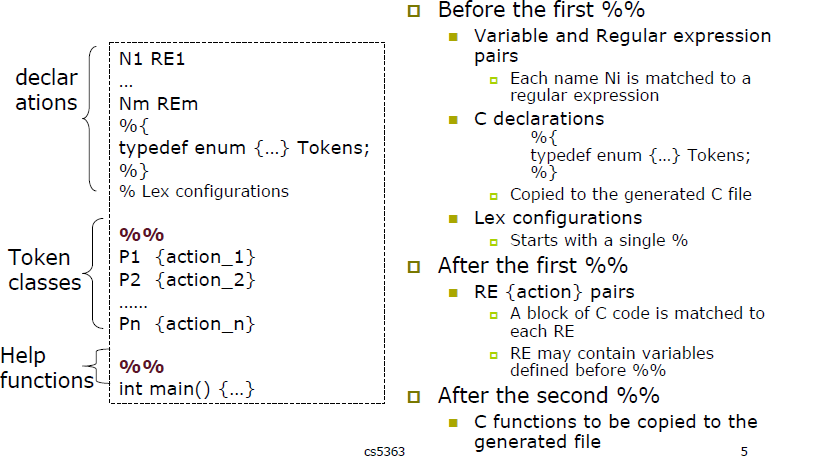 declar
ations
N1 RE1
…
Nm REm
%{
typedef enum {…} Tokens;
%}
% Lex configurations
Token
classes
%%
P1 {action_1}
P2 {action_2}
……
Pn {action_n}
Help
functions
%%
int main() {…}
Before the first %%
Variable and Regular expression
pairs
Each name Ni is matched to a
regular expression
C declarations
%{
typedef enum {…} Tokens;
%}
Copied to the generated C file
Lex configurations
Starts with a single %
After the first %%
RE {action} pairs
A block of C code is matched to
each RE
RE may contain variables
defined before %%
After the second %%
C functions to be copied to the
generated file
cs5363
5